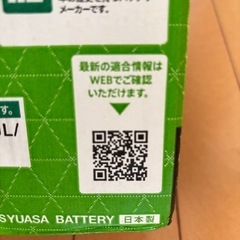 メーカーです。
最新の適合情報は
WEBでご確認
いただけます。
す。
L/
SYUASA BATTERY 日本製